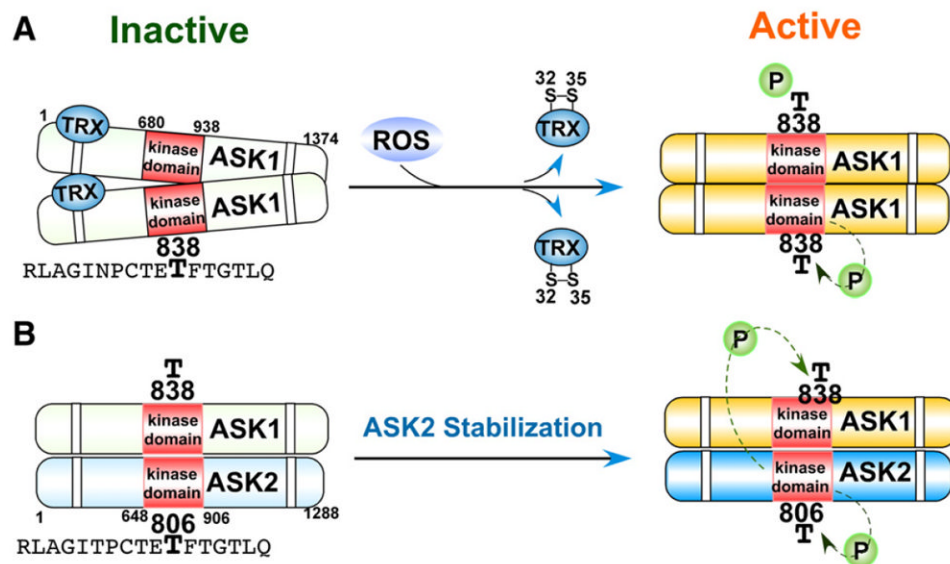 A
Inactive
Active
1
TRX
680
938
1374
kinase
domain
ASK1
TRX
kinase
domain
ASK1
838
RLAGINPCTETFTGTLQ
ROS
32 35
S-S
TRX
TRX
S-S
32 35
P
T
838
kinase
domain
ASK1
kinase
domain
ASK1
838
T
P
B
T
838
kinase
domain
ASK1
kinase
domain
ASK2
1
648
906
1288
806
RLAGITPCTETFTGTLQ
ASK2 Stabilization
P
T
838
kinase
domain
ASK1
kinase
domain
ASK2
806
T
P